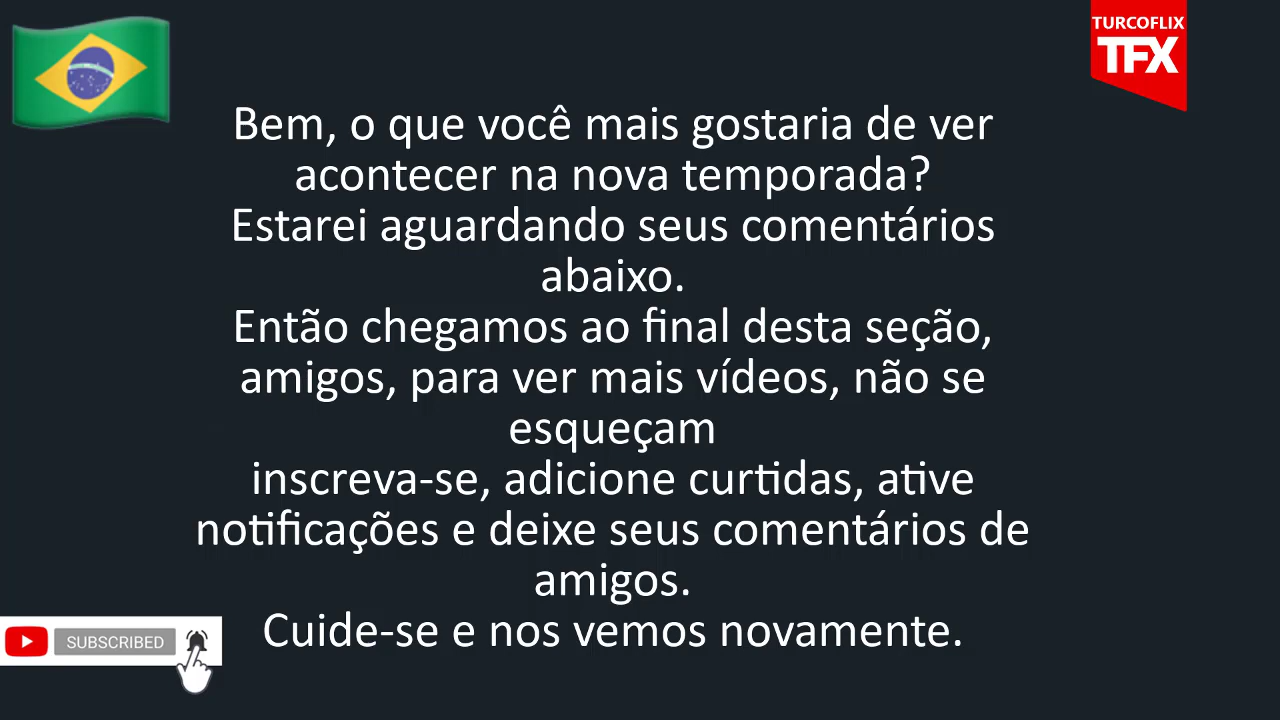 TURCOFLIX
TFX
Bem, o que você mais gostaria de ver
acontecer na nova temporada?
Estarei aguardando seus comentários
abaixo.
Então chegamos ao final desta seção,
amigos, para ver mais vídeos, não se
esqueçam
inscreva-se, adicione curtidas, ative
notificações e deixe seus comentários de
amigos.
Cuide-se e nos vemos novamente.
SUBSCRIBED